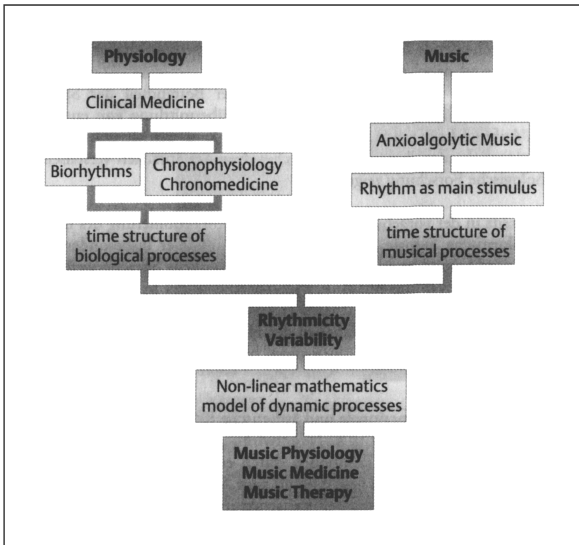 Physiology
Music
Clinical Medicine
Anxioalgolytic Music
Biorhythms
Chronophysiology
Chronomedicine
Rhythm as main stimulus
time structure of
biological processes
time structure of
musical processes
Rhythmicity
Variability
Non-linear mathematics
model of dynamic processes
Music Physiology
Music Medicine
Music Therapy